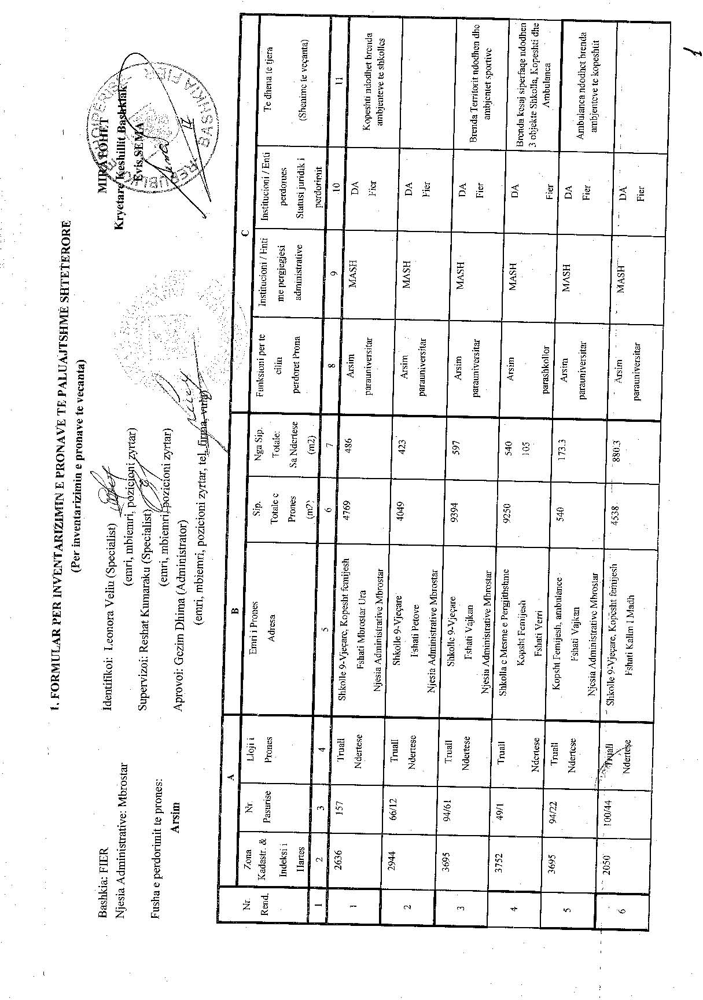 1. FORMULAR PER INVENTARIZIMIN E PRONAVE TE PALUAJTSHME SHTETERORE
(Per inventarizimin e pronave te vecanta)
Bashkia: FIER
Njesia Administrative: Mbrostar
Fusha e perdorimit te prones:
Arsim
Identifikoi: Leonora Veliu (Specialist)
(emri, mbiemri, pozicioni zyrtar)
Supervizoi: Reshat Kumaraku (Specialist)
(emri, mbiemri, pozicioni zyrtar)
Aprovoi: Gezim Dhima (Administrator)
(emri, mbiemri, pozicioni zyrtar, tel, firma, vula)
MIRATOHET
Kryetare Keshillit Bashkiak
Evis SEMA
BASHKIA FIER
A B C
Nr. Rend. | Zona Kadastr. & Indeksi i Hartes | Nr. Pasurise | Lloji i Prones | Emri i Prones Adresa | Sip. Totale e Prones (m2) | Nga Sip. Totale: Sa Ndertese (m2) | Funksioni per te cilin perdoret Prona | Institucioni / Enti me pergjegjesi administrative | Institucioni / Enti perdorues Statusi juridik i perdorimit | Te dhena te tjera (Shenime te veçanta)
1 | 2 | 3 | 4 | 5 | 6 | 7 | 8 | 9 | 10 | 11
1 | 2636 | 157 | Truall Ndertese | Shkolle 9-Vjeçare, Kopesht femijesh Fshati Mbrostar Ura Njesia Administrative Mbrostar | 4769 | 486 | Arsim parauniversitar | MASH | DA Fier | Kopeshti ndodhet brenda ambjenteve te shkolles
2 | 2944 | 66/12 | Truall Ndertese | Shkolle 9-Vjeçare Fshati Petove Njesia Administrative Mbrostar | 4049 | 423 | Arsim parauniversitar | MASH | DA Fier
3 | 3695 | 94/61 | Truall Ndertese | Shkolle 9-Vjeçare Fshati Vajkan Njesia Administrative Mbrostar | 9394 | 597 | Arsim parauniversitar | MASH | DA Fier | Brenda Territorit ndodhen dhe ambjentet sportive
4 | 3752 | 49/1 | Truall Ndertese | Shkolla e Mesme e Pergjithshme Kopsht Femijesh Fshati Verri | 9250 | 540 105 | Arsim parashkollor | MASH | DA Fier | Brenda kesaj siperfaqe ndodhen 3 objekte Shkolla, Kopeshti dhe Ambulanca
5 | 3695 | 94/22 | Truall Ndertese | Kopsht Femijesh, ambulance Fshati Vajkan Njesia Administrative Mbrostar | 540 | 173.3 | Arsim parauniversitar | MASH | DA Fier | Ambulanca ndodhet brenda ambjenteve te kopeshtit
6 | 2050 | 100/44 | Truall Ndertese | Shkolle 9-Vjeçare, Kopesht femijesh Fshati Kallm I Madh | 4538 | 880.3 | Arsim parauniversitar | MASH | DA Fier
1